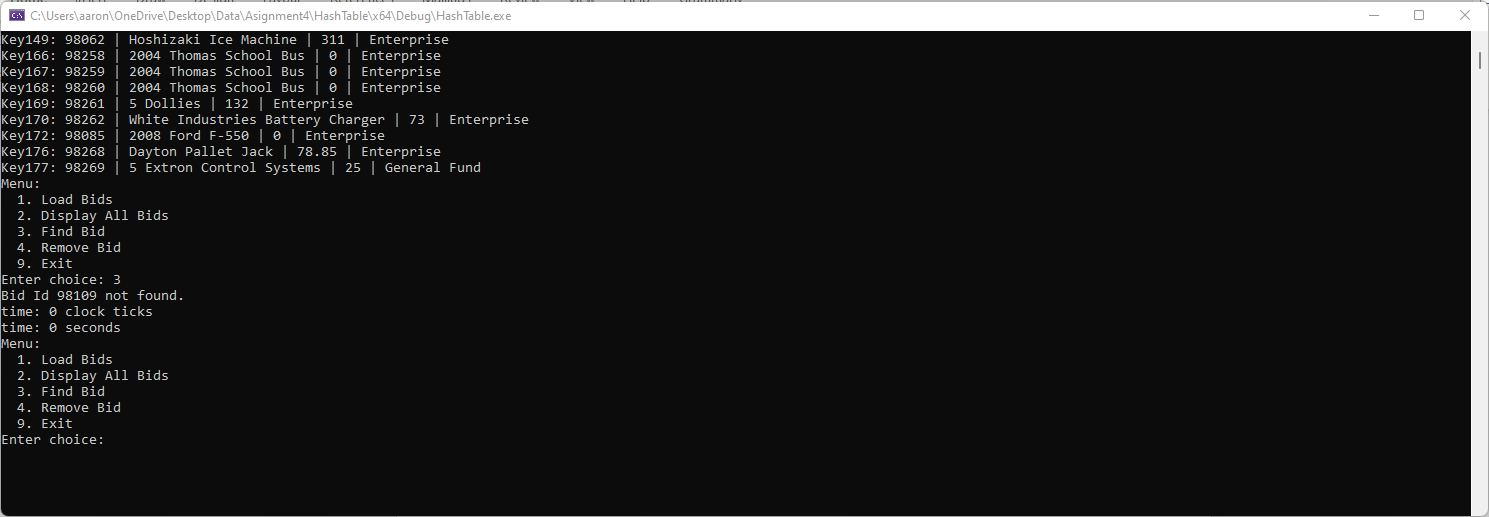 C:\Users\aaron\OneDrive\Desktop\Data\Asignment4\HashTable\x64\Debug\HashTable.exe
Key149: 98062 | Hoshizaki Ice Machine | 311 | Enterprise
Key166: 98258 | 2004 Thomas School Bus | 0 | Enterprise
Key167: 98259 | 2004 Thomas School Bus | 0 | Enterprise
Key168: 98260 | 2004 Thomas School Bus | 0 | Enterprise
Key169: 98261 | 5 Dollies | 132 | Enterprise
Key170: 98262 | White Industries Battery Charger | 73 | Enterprise
Key172: 98085 | 2008 Ford F-550 | 0 | Enterprise
Key176: 98268 | Dayton Pallet Jack | 78.85 | Enterprise
Key177: 98269 | 5 Extron Control Systems | 25 | General Fund
Menu:
  1. Load Bids
  2. Display All Bids
  3. Find Bid
  4. Remove Bid
  9. Exit
Enter choice: 3
Bid Id 98109 not found.
time: 0 clock ticks
time: 0 seconds
Menu:
  1. Load Bids
  2. Display All Bids
  3. Find Bid
  4. Remove Bid
  9. Exit
Enter choice: